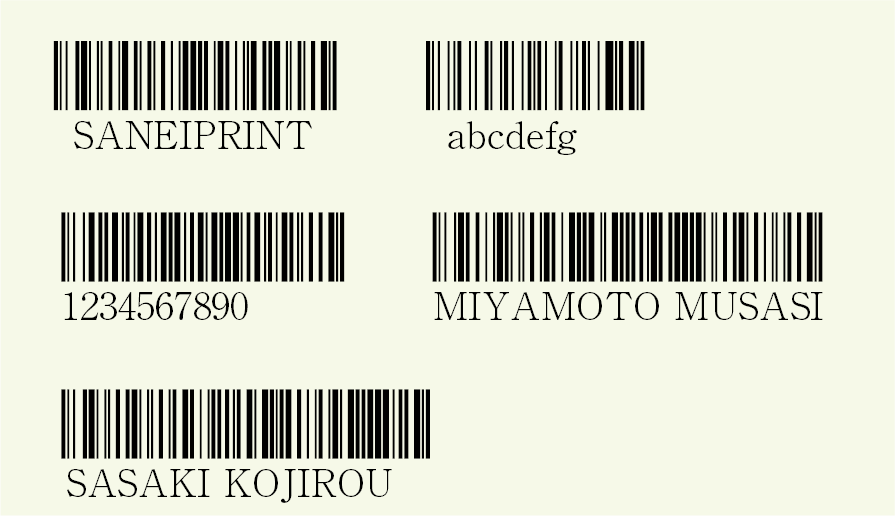 SANEIPRINT
abcdefg
1234567890
MIYAMOTO MUSASI
SASAKI KOJIROU